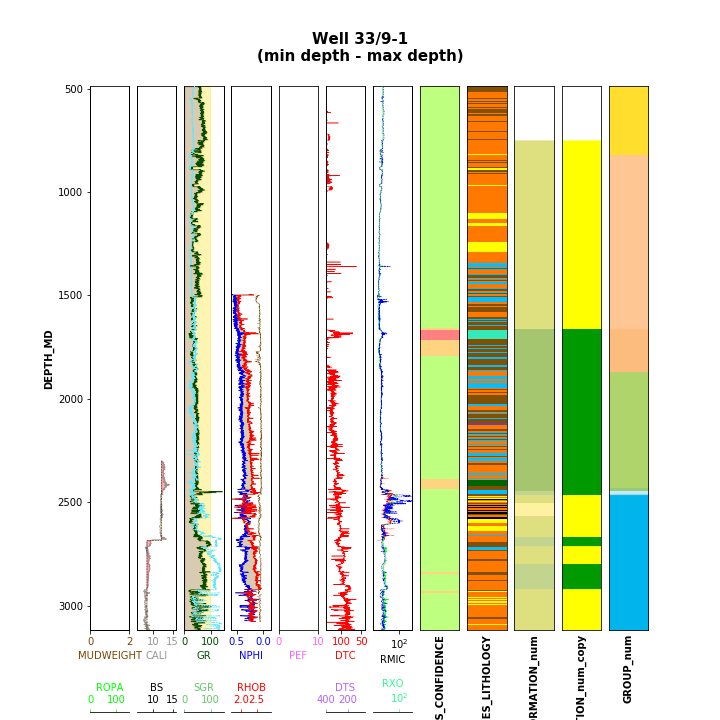 Well 33/9-1
(min depth - max depth)
DEPTH_MD
500
1000
1500
2000
2500
3000
0 2
MUDWEIGHT
ROPA
0 100
10 15
CALI
BS
10 15
0 100
GR
SGR
0 100
0.5 0.0
NPHI
RHOB
2.0 2.5
0 10
PEF
100 50
DTC
DTS
400 200
10²
RMIC
RXO
10²
S_CONFIDENCE
ES_LITHOLOGY
RMATION_num
TION_num_copy
GROUP_num